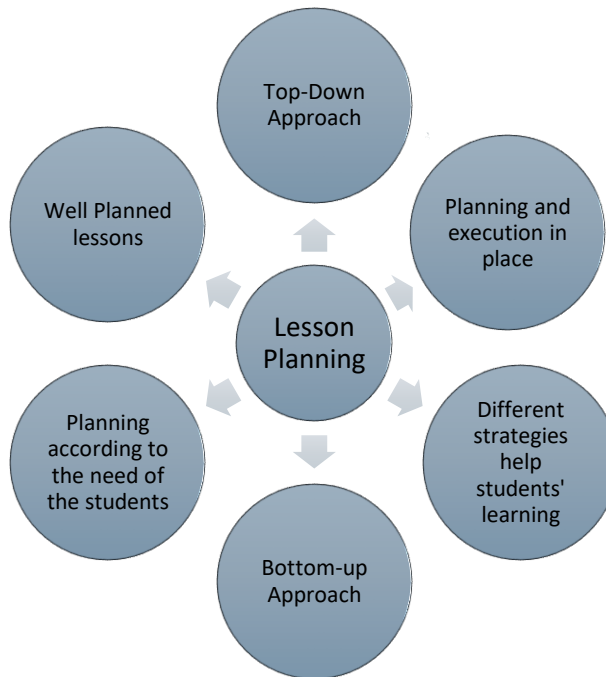 Top-Down
Approach
Well Planned
lessons
Planning and
execution in
place
Lesson
Planning
Planning
according to
the need of
the students
Different
strategies
help
students'
learning
Bottom-up
Approach